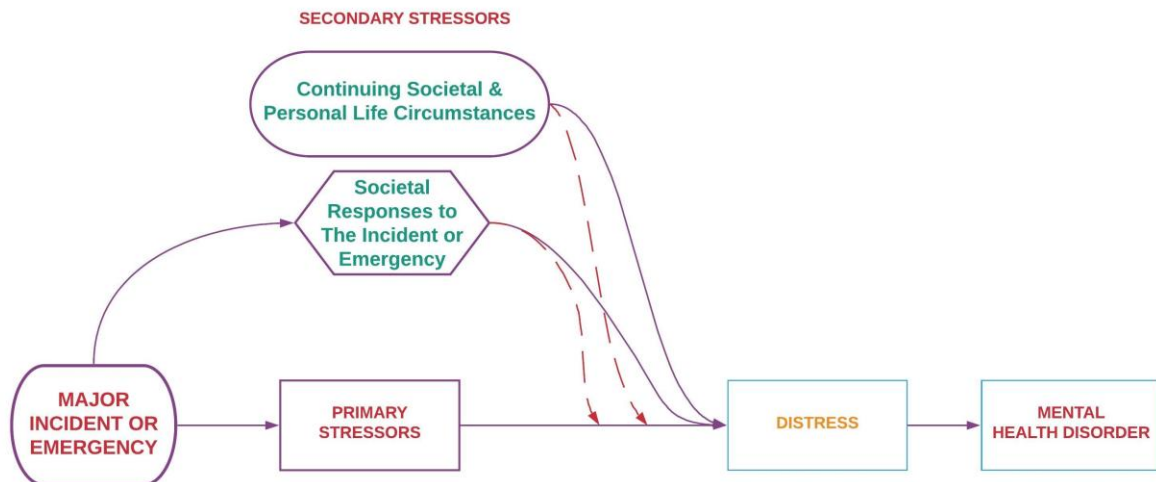 SECONDARY STRESSORS
Continuing Societal &
Personal Life Circumstances
Societal
Responses to
The Incident or
Emergency
MAJOR
INCIDENT OR
EMERGENCY
PRIMARY
STRESSORS
DISTRESS
MENTAL
HEALTH DISORDER